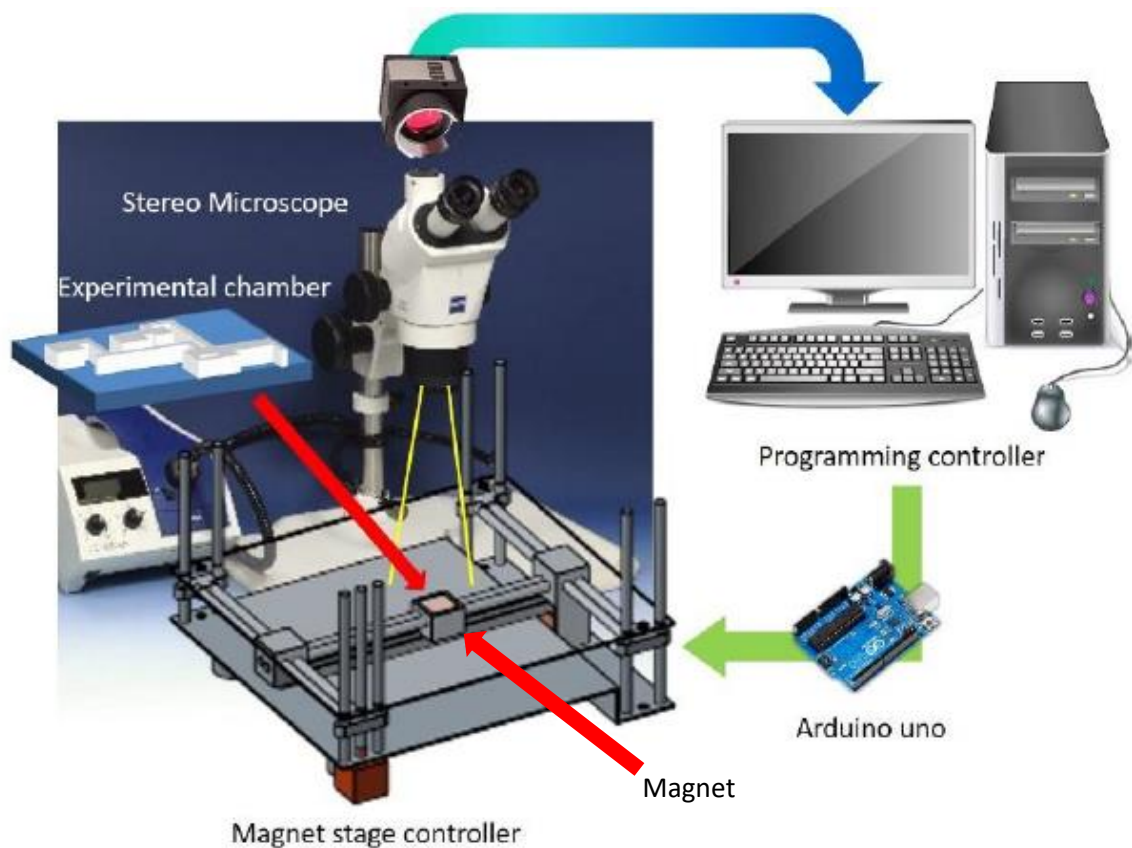 Stereo Microscope
Experimental chamber
Programming controller
Arduino uno
Magnet
Magnet stage controller